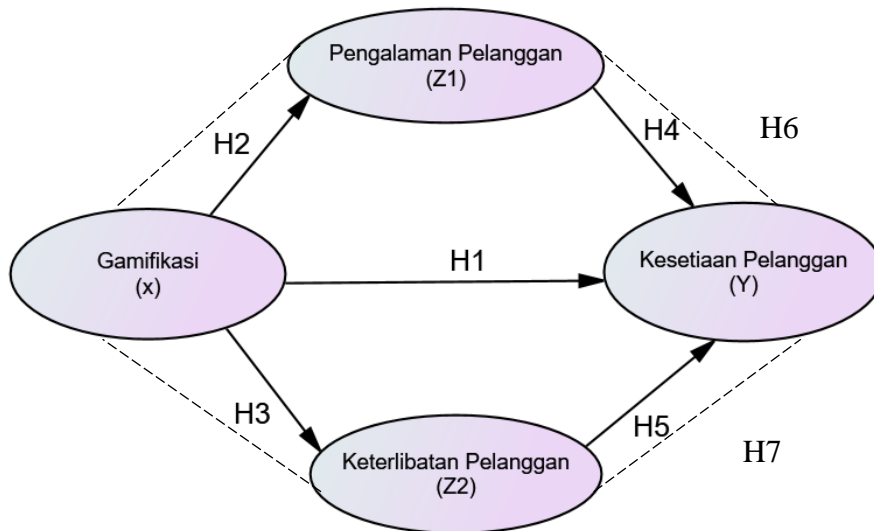 Pengalaman Pelanggan
(Z1)
H2
H4
H6
Gamifikasi
(x)
H1
Kesetiaan Pelanggan
(Y)
H3
H5
H7
Keterlibatan Pelanggan
(Z2)